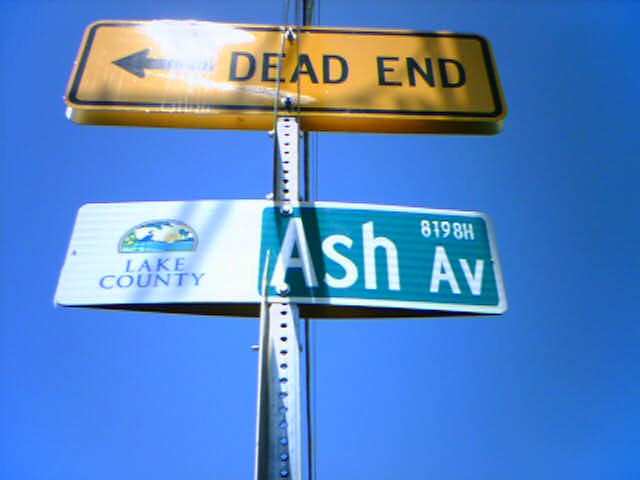 DEAD END
LAKE
COUNTY
Ash Av
8198H